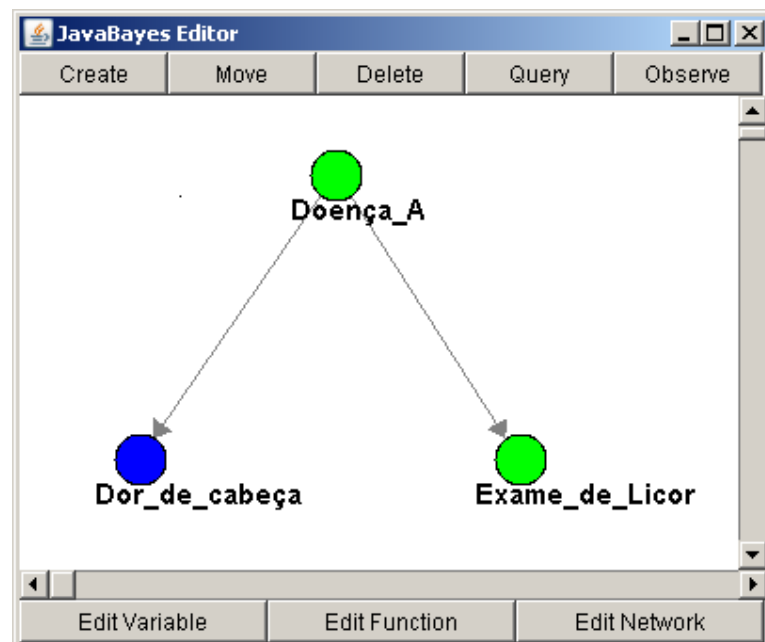 JavaBayes Editor
Create Move Delete Query Observe
Doença_A
Dor_de_cabeça Exame_de_Licor
Edit Variable Edit Function Edit Network